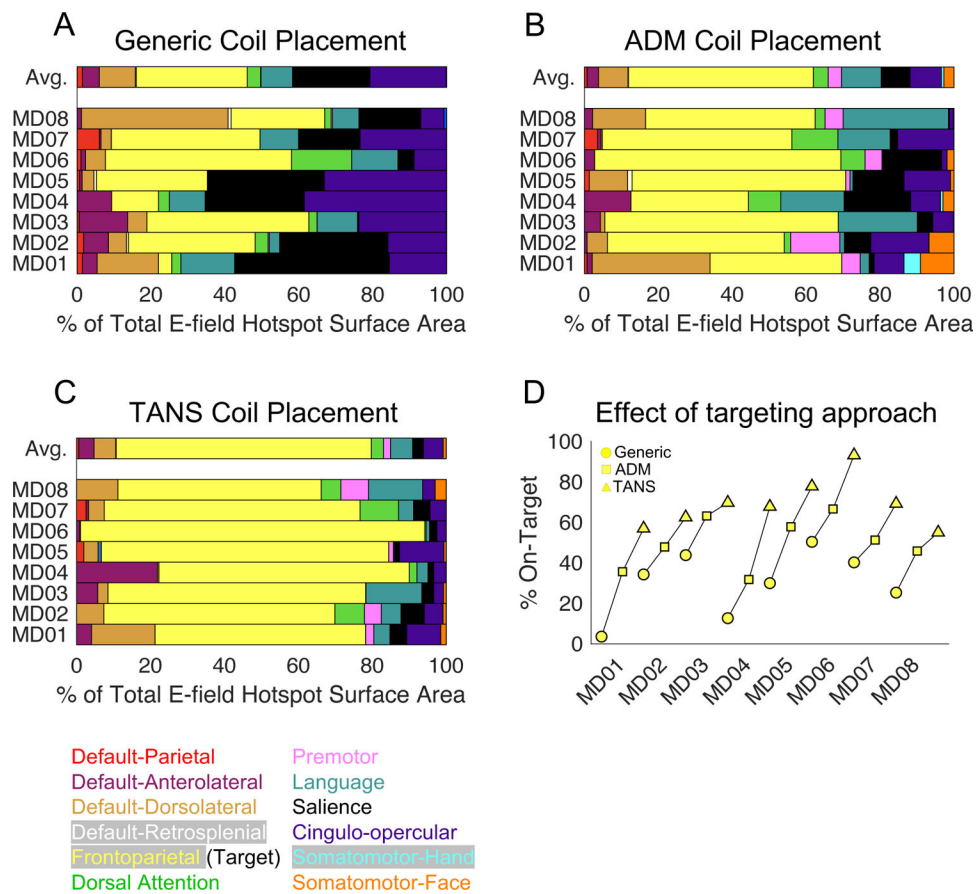 A
Generic Coil Placement
Avg.
MD08
MD07
MD06
MD05
MD04
MD03
MD02
MD01
0 20 40 60 80 100
% of Total E-field Hotspot Surface Area
B
ADM Coil Placement
Avg.
MD08
MD07
MD06
MD05
MD04
MD03
MD02
MD01
0 20 40 60 80 100
% of Total E-field Hotspot Surface Area
C
TANS Coil Placement
Avg.
MD08
MD07
MD06
MD05
MD04
MD03
MD02
MD01
0 20 40 60 80 100
% of Total E-field Hotspot Surface Area
D
Effect of targeting approach
% On-Target
100
80
60
40
20
0
Generic
ADM
TANS
MD01 MD02 MD03 MD04 MD05 MD06 MD07 MD08
Default-Parietal
Default-Anterolateral
Default-Dorsolateral
Default-Retrosplenial
Frontoparietal (Target)
Dorsal Attention
Premotor
Language
Salience
Cingulo-opercular
Somatomotor-Hand
Somatomotor-Face